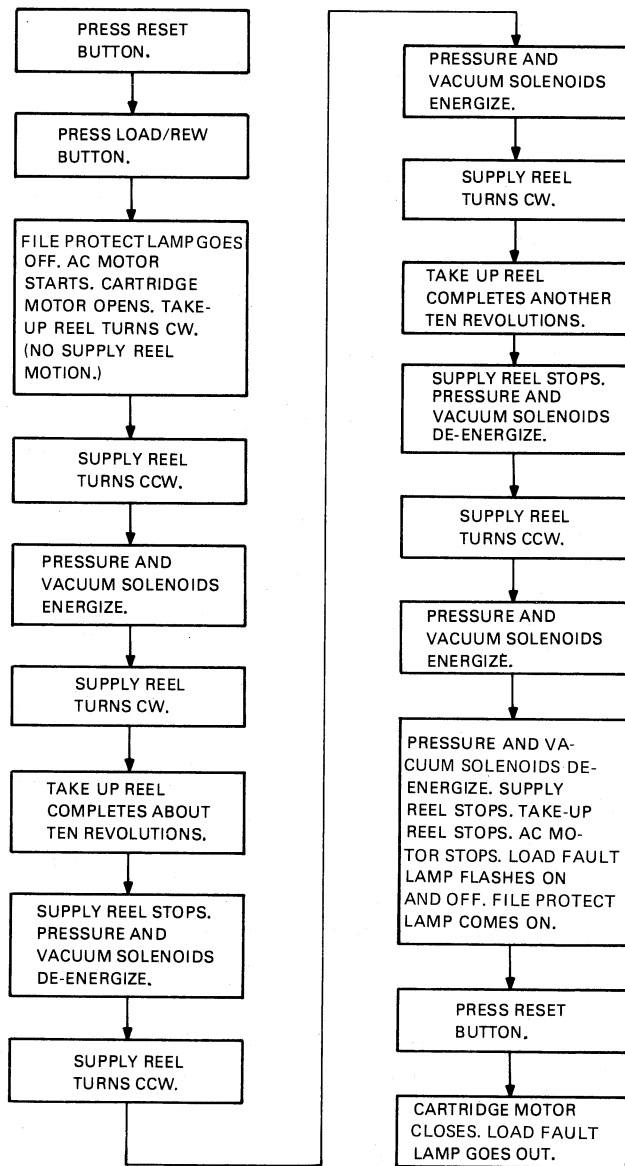 PRESS RESET
BUTTON.
PRESS LOAD/REW
BUTTON.
FILE PROTECT LAMP GOES
OFF. AC MOTOR
STARTS. CARTRIDGE
MOTOR OPENS. TAKE-
UP REEL TURNS CW.
(NO SUPPLY REEL
MOTION.)
SUPPLY REEL
TURNS CCW.
PRESSURE AND
VACUUM SOLENOIDS
ENERGIZE.
SUPPLY REEL
TURNS CW.
TAKE UP REEL
COMPLETES ABOUT
TEN REVOLUTIONS.
SUPPLY REEL STOPS.
PRESSURE AND
VACUUM SOLENOIDS
DE-ENERGIZE.
SUPPLY REEL
TURNS CCW.
PRESSURE AND
VACUUM SOLENOIDS
ENERGIZE.
SUPPLY REEL
TURNS CW.
TAKE UP REEL
COMPLETES ANOTHER
TEN REVOLUTIONS.
SUPPLY REEL STOPS.
PRESSURE AND
VACUUM SOLENOIDS
DE-ENERGIZE.
SUPPLY REEL
TURNS CCW.
PRESSURE AND
VACUUM SOLENOIDS
ENERGIZE.
PRESSURE AND VA-
CUUM SOLENOIDS DE-
ENERGIZE. SUPPLY
REEL STOPS. TAKE-UP
REEL STOPS. AC MO-
TOR STOPS. LOAD FAULT
LAMP FLASHES ON
AND OFF. FILE PROTECT
LAMP COMES ON.
PRESS RESET
BUTTON.
CARTRIDGE MOTOR
CLOSES. LOAD FAULT
LAMP GOES OUT.